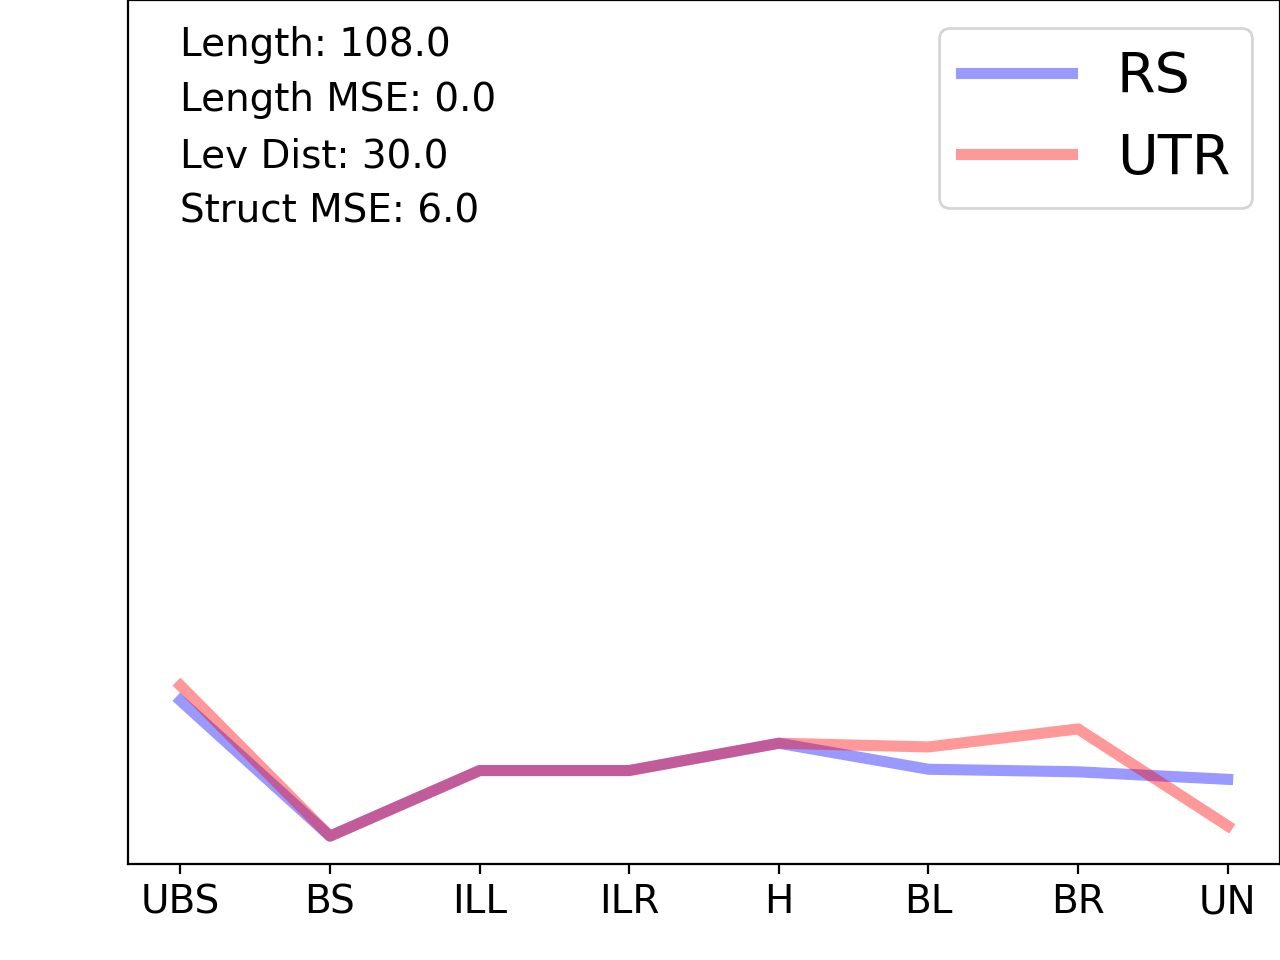 Length: 108.0
Length MSE: 0.0
Lev Dist: 30.0
Struct MSE: 6.0
RS
UTR
UBS BS ILL ILR H BL BR UN